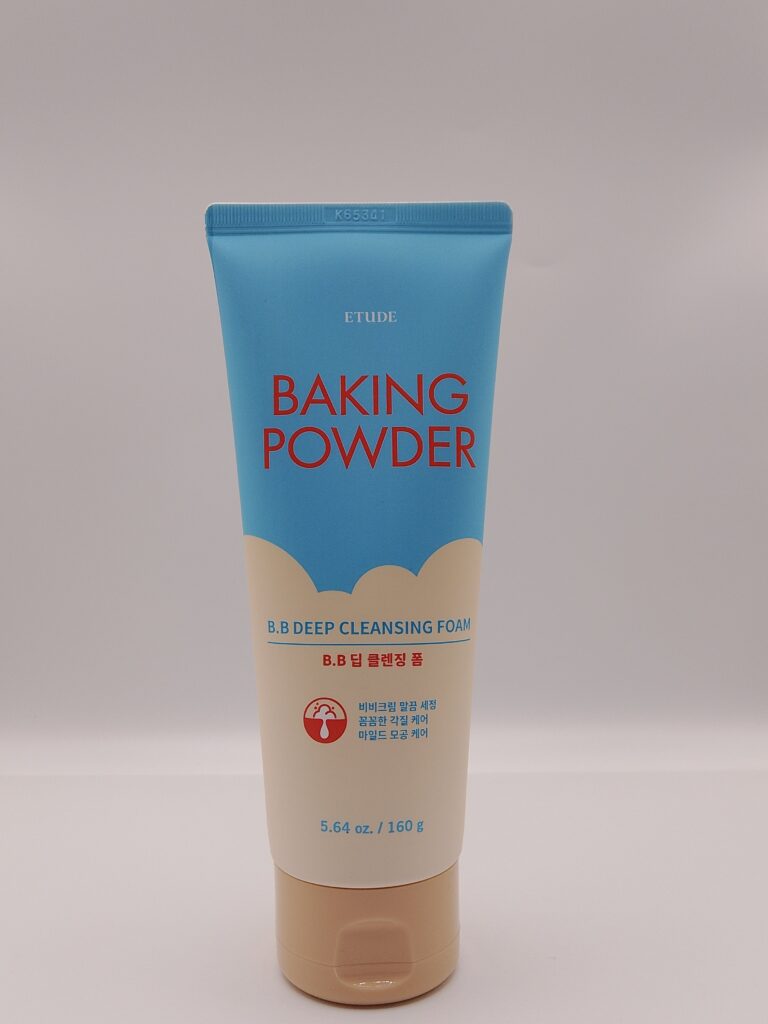 K65301
ETUDE
BAKING
POWDER
B.B DEEP CLEANSING FOAM
B.B 딥 클렌징 폼
비비크림 말끔 세정
꼼꼼한 각질 케어
마일드 모공 케어
5.64 oz. / 160 g